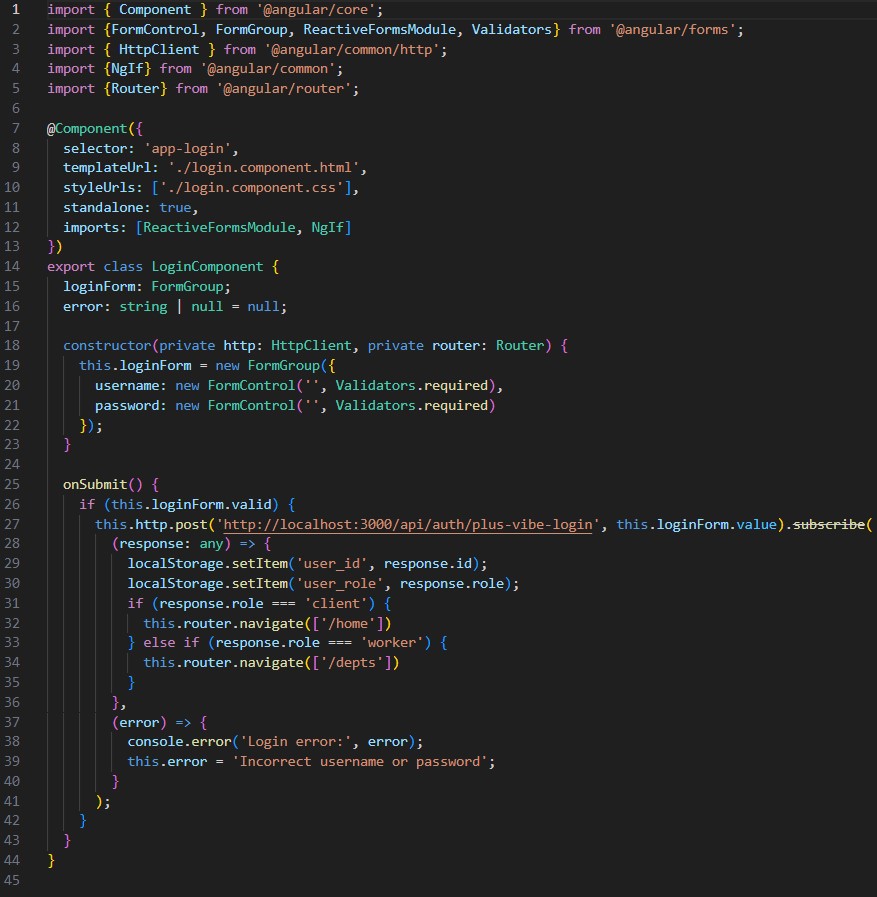 1 import { Component } from '@angular/core';
2 import {FormControl, FormGroup, ReactiveFormsModule, Validators} from '@angular/forms';
3 import { HttpClient } from '@angular/common/http';
4 import {NgIf} from '@angular/common';
5 import {Router} from '@angular/router';
6
7 @Component({
8   selector: 'app-login',
9   templateUrl: './login.component.html',
10   styleUrls: ['./login.component.css'],
11   standalone: true,
12   imports: [ReactiveFormsModule, NgIf]
13 })
14 export class LoginComponent {
15   loginForm: FormGroup;
16   error: string | null = null;
17
18   constructor(private http: HttpClient, private router: Router) {
19     this.loginForm = new FormGroup({
20       username: new FormControl('', Validators.required),
21       password: new FormControl('', Validators.required)
22     });
23   }
24
25   onSubmit() {
26     if (this.loginForm.valid) {
27       this.http.post('http://localhost:3000/api/auth/plus-vibe-login', this.loginForm.value).subscribe(
28         (response: any) => {
29           localStorage.setItem('user_id', response.id);
30           localStorage.setItem('user_role', response.role);
31           if (response.role === 'client') {
32             this.router.navigate(['/home'])
33           } else if (response.role === 'worker') {
34             this.router.navigate(['/depts'])
35           }
36         },
37         (error) => {
38           console.error('Login error:', error);
39           this.error = 'Incorrect username or password';
40         }
41       );
42     }
43   }
44 }
45